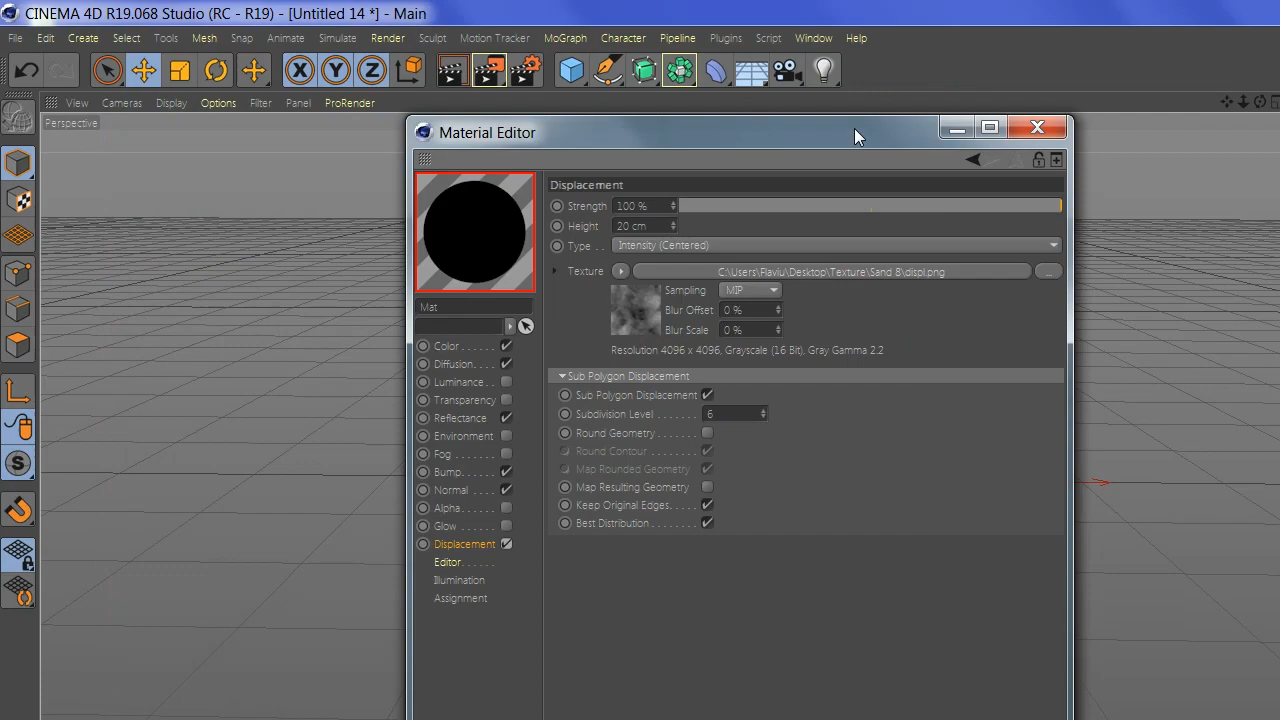 CINEMA 4D R19.068 Studio (RC - R19) - [Untitled 14 *] - Main
File Edit Create Select Tools Mesh Snap Animate Simulate Render Sculpt Motion Tracker MoGraph Character Pipeline Plugins Script Window Help
View Cameras Display Options Filter Panel ProRender
Perspective
Material Editor
Displacement
Strength 100 %
Height 20 cm
Type . . Intensity (Centered)
Texture C:\Users\Flaviu\Desktop\Texture\Sand 8\displ.png ...
Sampling MIP
Blur Offset 0 %
Blur Scale 0 %
Resolution 4096 x 4096, Grayscale (16 Bit), Gray Gamma 2.2
Mat
Color . . . . . .
Diffusion. . . .
Luminance . .
Transparency
Reflectance
Environment
Fog . . . . . . .
Bump. . . . . .
Normal . . . .
Alpha. . . . . .
Glow . . . . . .
Displacement
Editor. . . . . .
Illumination
Assignment
Sub Polygon Displacement
Sub Polygon Displacement
Subdivision Level . . . . . . . 6
Round Geometry . . . . . . .
Round Contour . . . . . . . .
Map Rounded Geometry
Map Resulting Geometry
Keep Original Edges. . . . .
Best Distribution . . . . . . . .